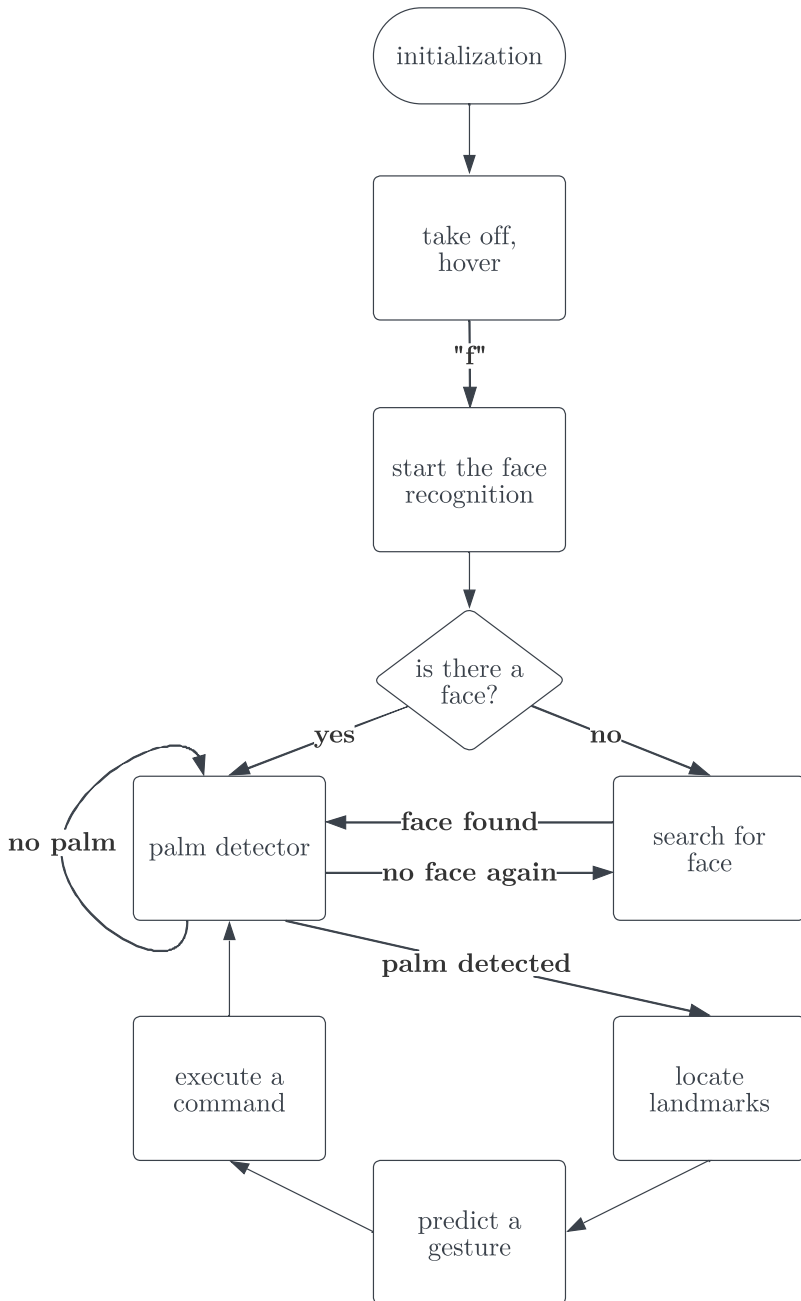 initialization
take off,
hover
"f"
start the face
recognition
is there a
face?
yes
no
face found
no palm
palm detector
search for
face
no face again
palm detected
execute a
command
locate
landmarks
predict a
gesture